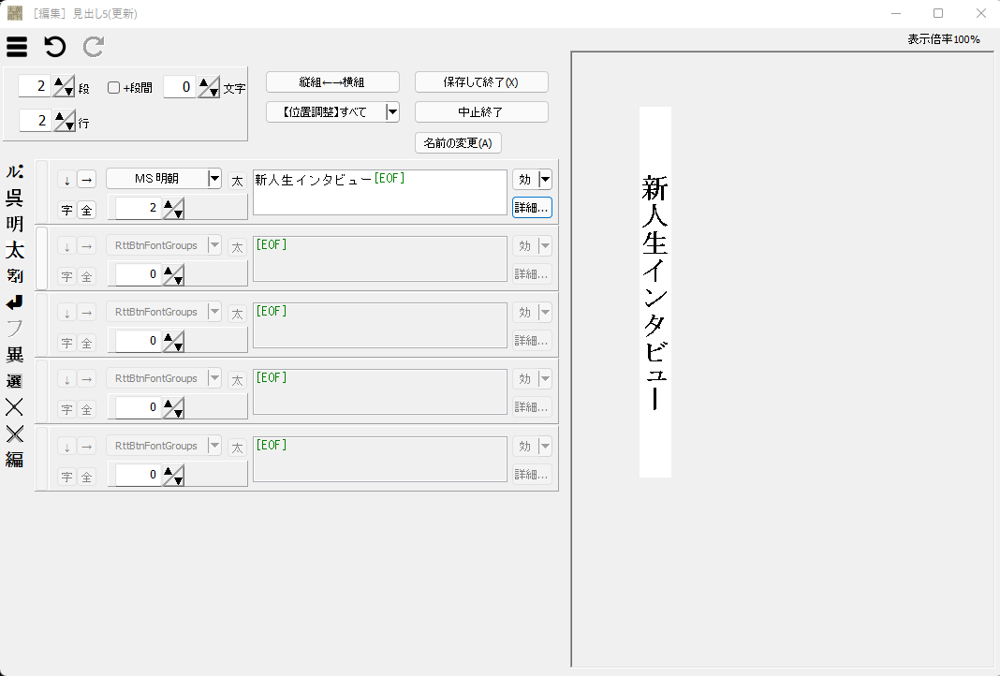 [編集] 見出し5(更新)
表示倍率100%
2 段 +段間 0 文字
2 行
縦組←→横組 保存して終了(X)
【位置調整】すべて 中止終了
名前の変更(A)
呉
明
太
割
フ
異
選
編
↓ → MS 明朝 太 新人生インタビュー[EOF] 効
字 全 2 詳細...
↓ → RttBtnFontGroups 太 [EOF] 効
字 全 0 詳細...
↓ → RttBtnFontGroups 太 [EOF] 効
字 全 0 詳細...
↓ → RttBtnFontGroups 太 [EOF] 効
字 全 0 詳細...
↓ → RttBtnFontGroups 太 [EOF] 効
字 全 0 詳細...
新人生インタビュー